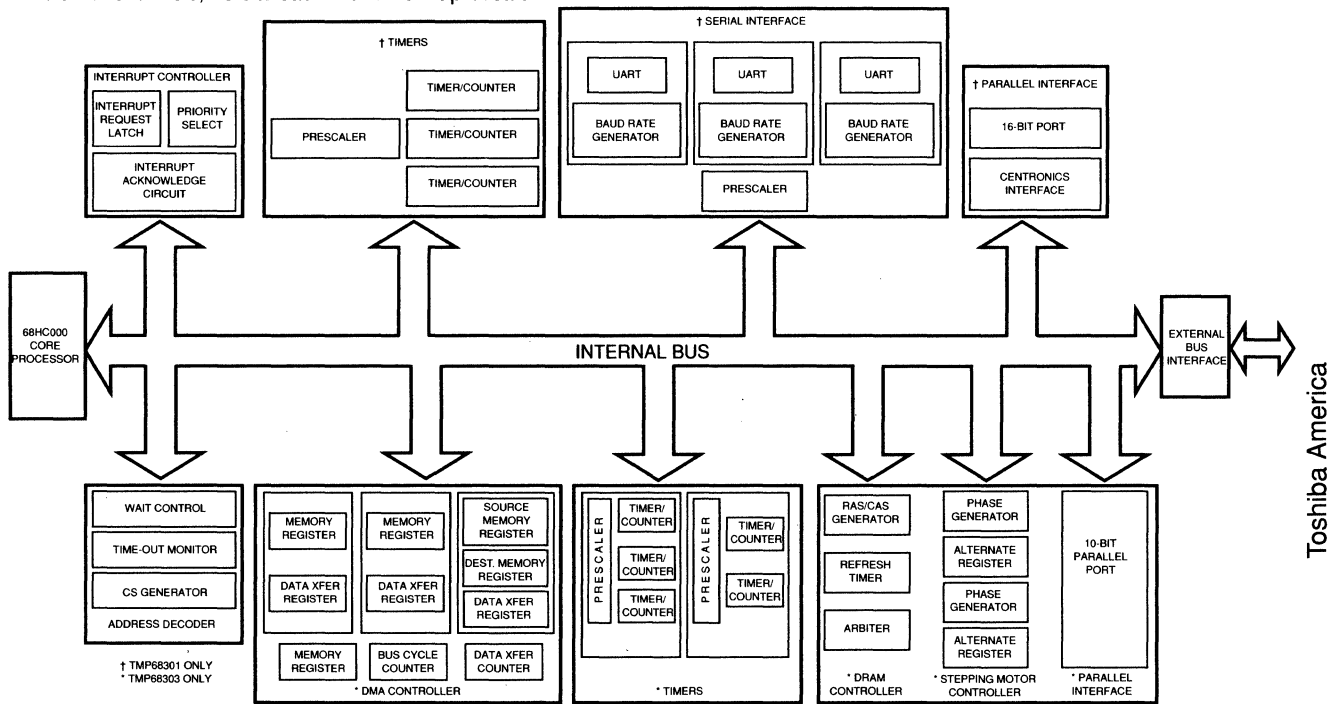 † TIMERS
TIMER/COUNTER
PRESCALER
TIMER/COUNTER
TIMER/COUNTER
† SERIAL INTERFACE
UART
BAUD RATE
GENERATOR
UART
BAUD RATE
GENERATOR
UART
BAUD RATE
GENERATOR
PRESCALER
INTERRUPT CONTROLLER
INTERRUPT
REQUEST
LATCH
PRIORITY
SELECT
INTERRUPT
ACKNOWLEDGE
CIRCUIT
† PARALLEL INTERFACE
16-BIT PORT
CENTRONICS
INTERFACE
68HC000
CORE
PROCESSOR
INTERNAL BUS
EXTERNAL
BUS
INTERFACE
Toshiba America
WAIT CONTROL
TIME-OUT MONITOR
CS GENERATOR
ADDRESS DECODER
† TMP68301 ONLY
* TMP68303 ONLY
MEMORY
REGISTER
DATA XFER
REGISTER
MEMORY
REGISTER
DATA XFER
REGISTER
SOURCE
MEMORY
REGISTER
DEST. MEMORY
REGISTER
DATA XFER
REGISTER
MEMORY
REGISTER
BUS CYCLE
COUNTER
DATA XFER
COUNTER
* DMA CONTROLLER
PRESCALER
TIMER/
COUNTER
TIMER/
COUNTER
TIMER/
COUNTER
PRESCALER
TIMER/
COUNTER
TIMER/
COUNTER
* TIMERS
RAS/CAS
GENERATOR
REFRESH
TIMER
ARBITER
* DRAM
CONTROLLER
PHASE
GENERATOR
ALTERNATE
REGISTER
PHASE
GENERATOR
ALTERNATE
REGISTER
* STEPPING MOTOR
CONTROLLER
10-BIT
PARALLEL
PORT
* PARALLEL
INTERFACE